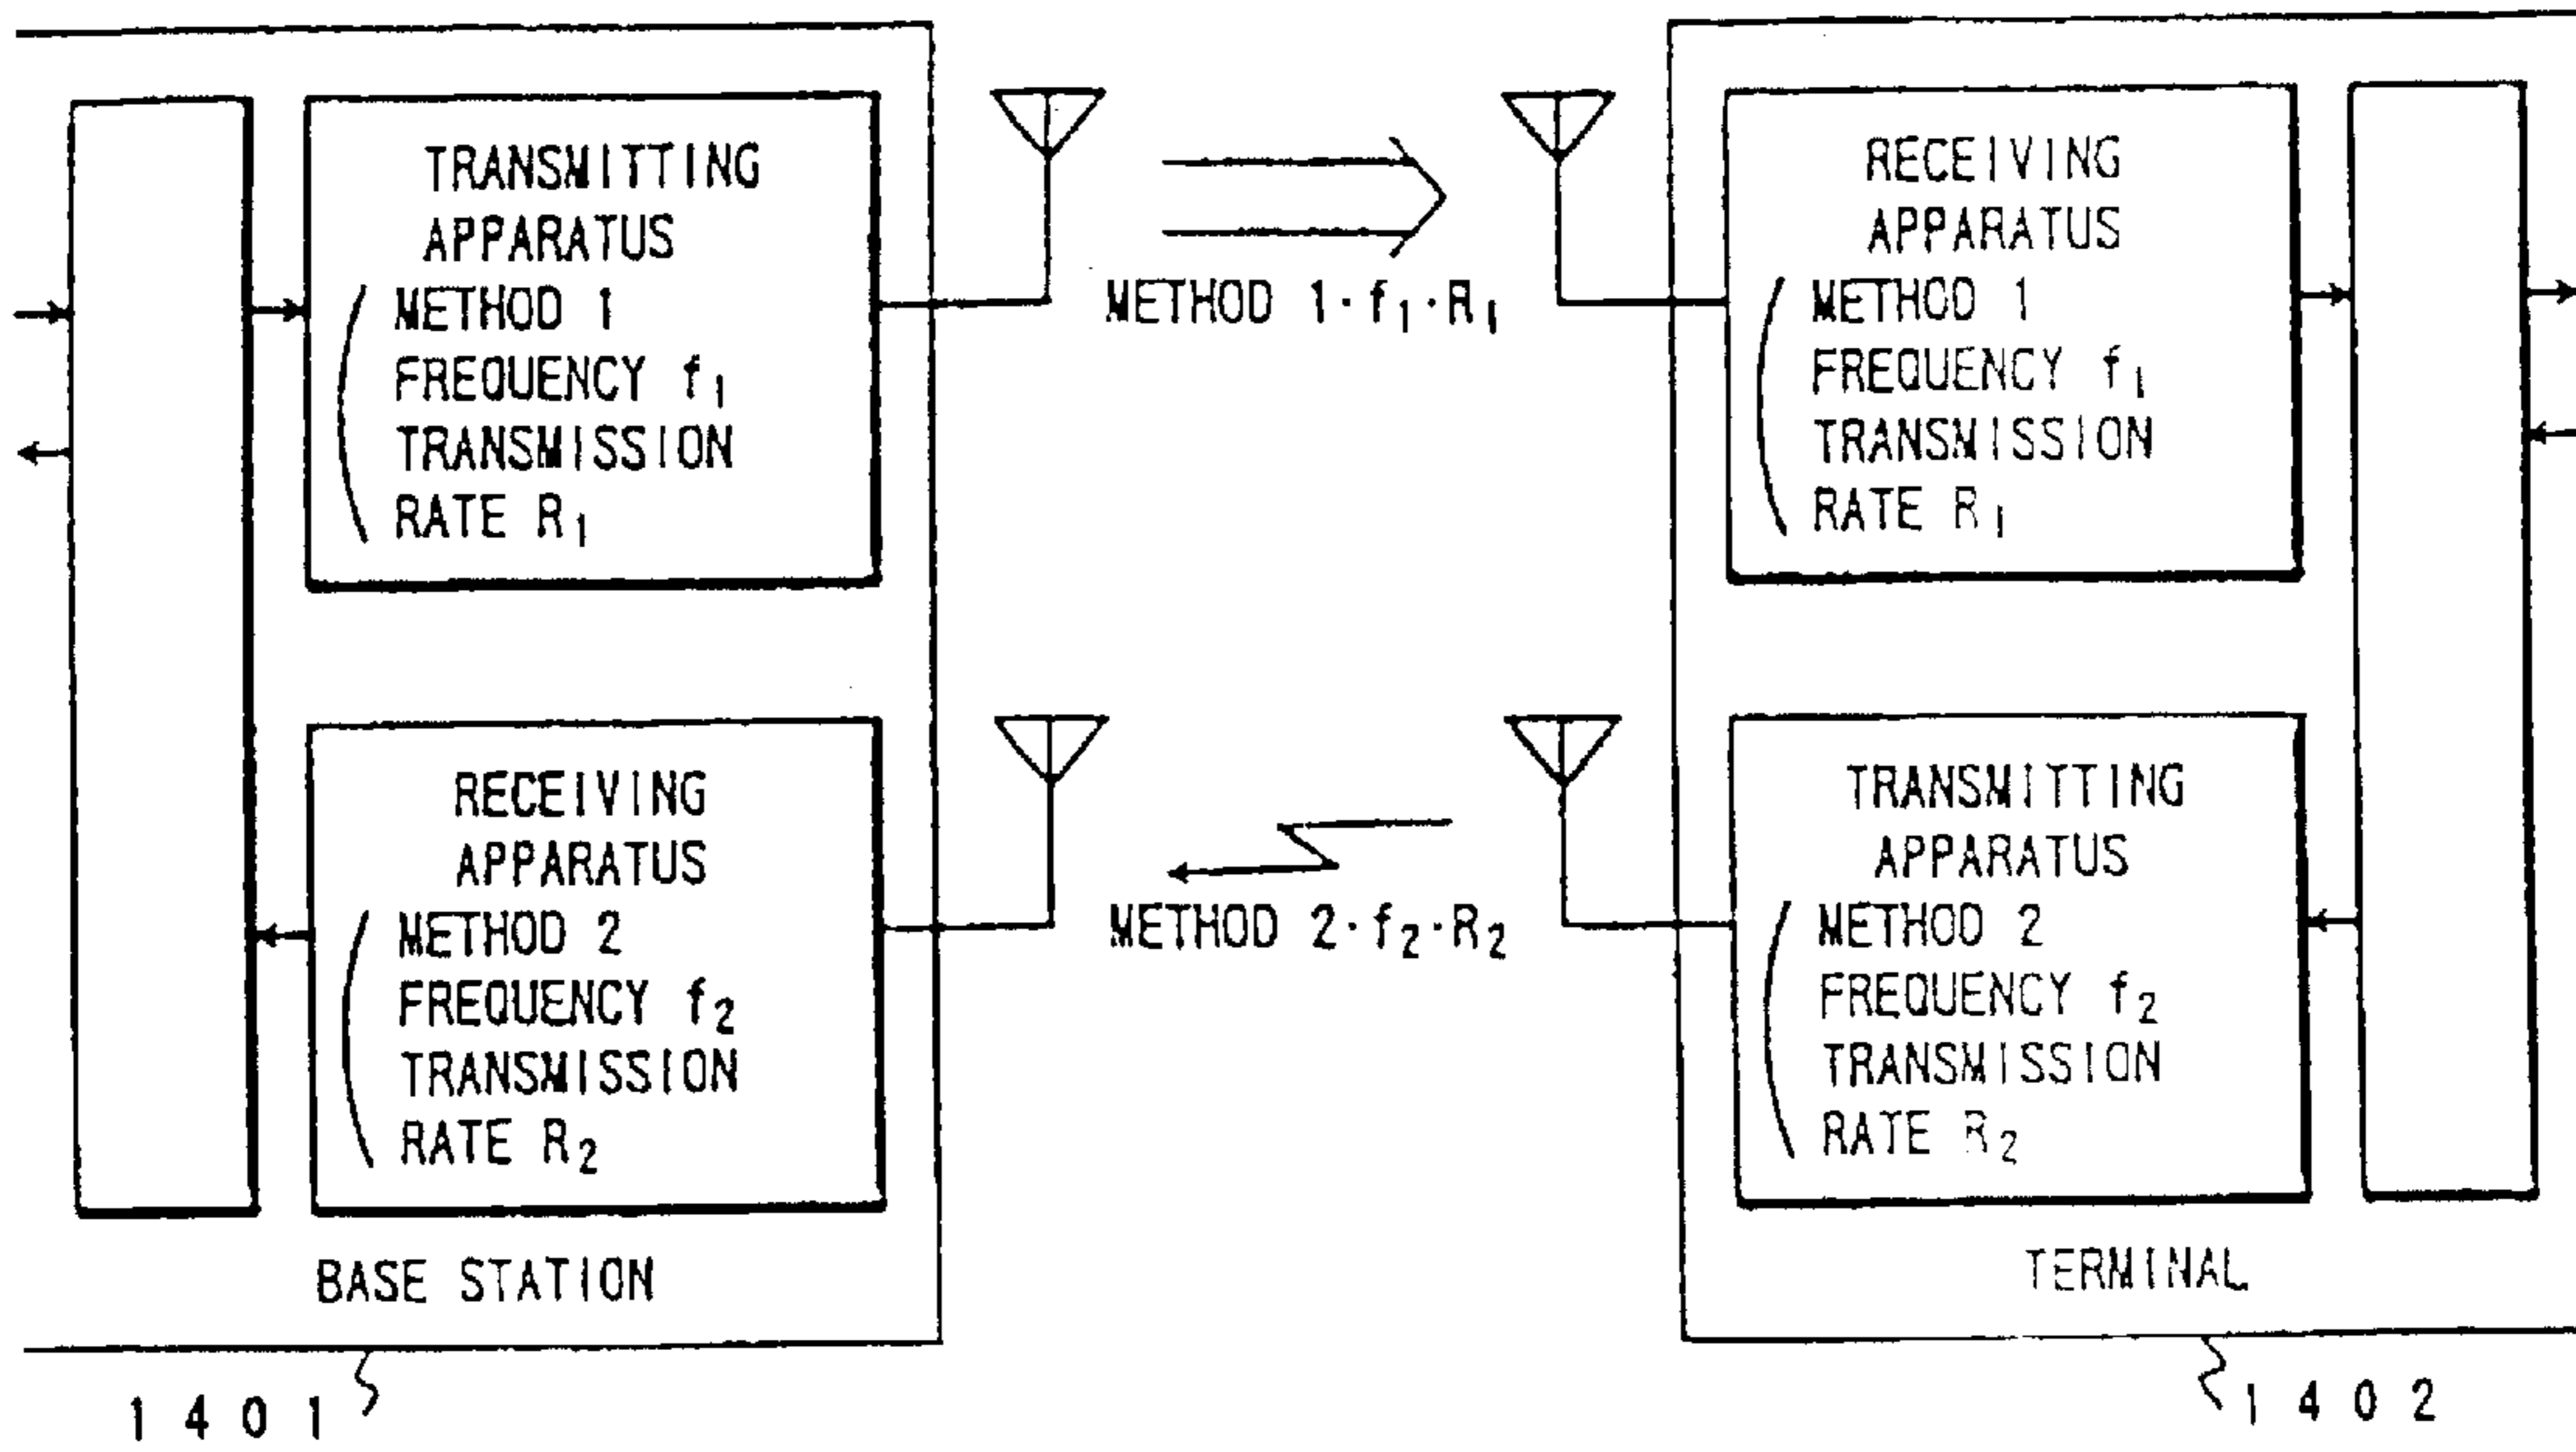 TRANSMITTING
APPARATUS
METHOD 1
FREQUENCY f₁
TRANSMISSION
RATE R₁
METHOD 1·f₁·R₁
RECEIVING
APPARATUS
METHOD 1
FREQUENCY f₁
TRANSMISSION
RATE R₁
RECEIVING
APPARATUS
METHOD 2
FREQUENCY f₂
TRANSMISSION
RATE R₂
METHOD 2·f₂·R₂
TRANSMITTING
APPARATUS
METHOD 2
FREQUENCY f₂
TRANSMISSION
RATE R₂
BASE STATION
TERMINAL
1401
1402